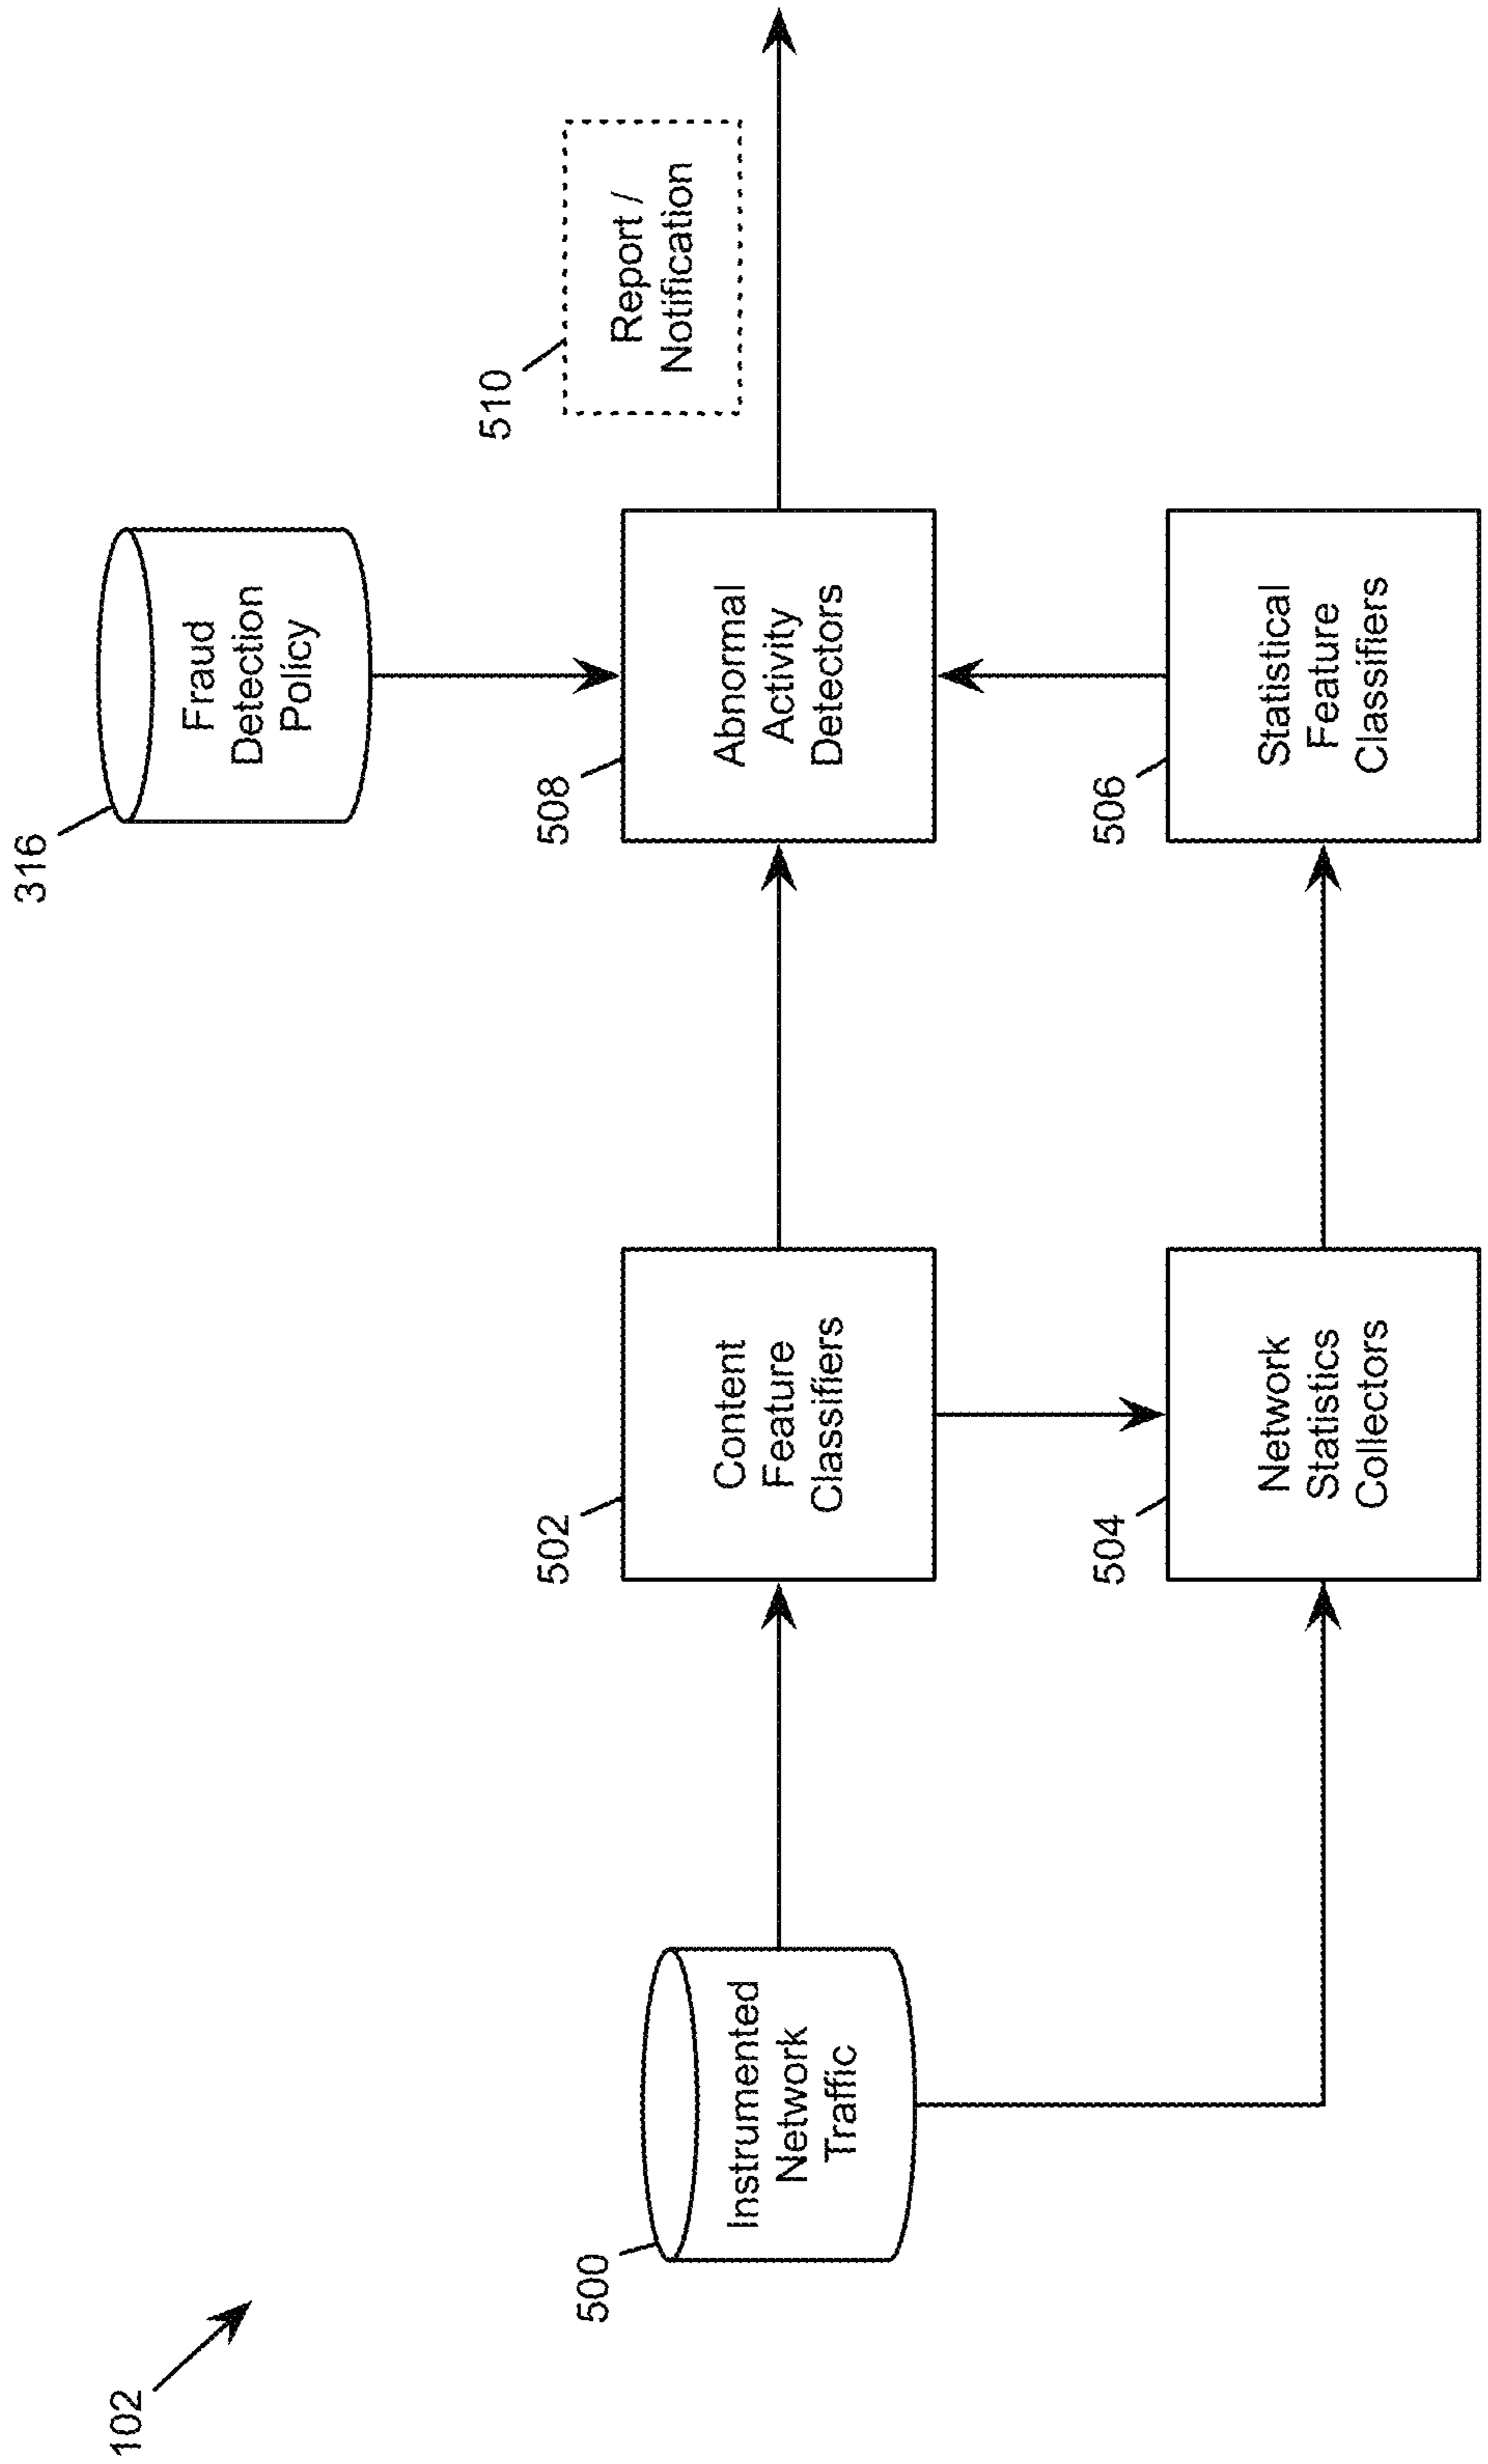 102
316
Fraud
Detection
Policy
510
Report /
Notification
500
Instrumented
Network
Traffic
502
Content
Feature
Classifiers
508
Abnormal
Activity
Detectors
504
Network
Statistics
Collectors
506
Statistical
Feature
Classifiers